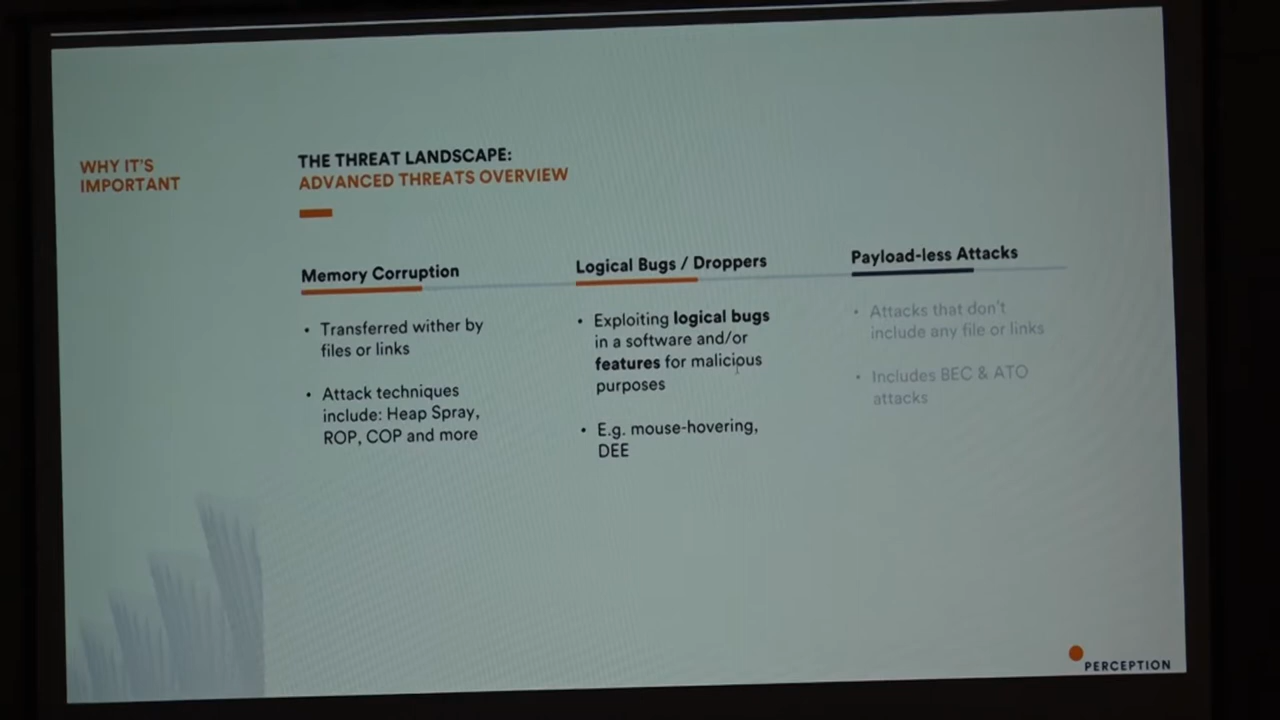 WHY IT'S
IMPORTANT
THE THREAT LANDSCAPE:
ADVANCED THREATS OVERVIEW
Memory Corruption
• Transferred wither by
files or links
• Attack techniques
include: Heap Spray,
ROP, COP and more
Logical Bugs / Droppers
• Exploiting logical bugs
in a software and/or
features for malicious
purposes
• E.g. mouse-hovering,
DEE
Payload-less Attacks
• Attacks that don't
include any file or links
• Includes BEC & ATO
attacks
PERCEPTION